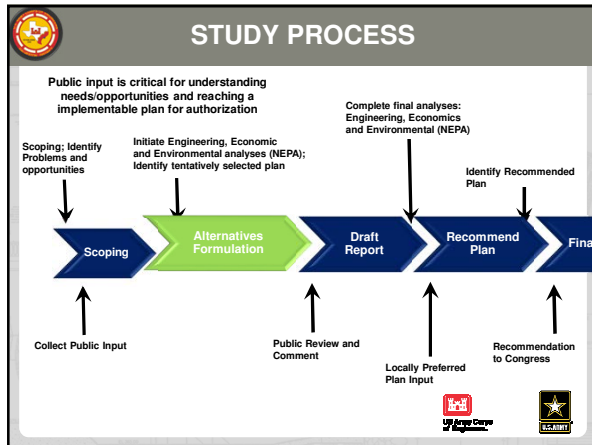 STUDY PROCESS
Public input is critical for understanding
needs/opportunities and reaching a
implementable plan for authorization
Scoping; Identify
Problems and
opportunities
Initiate Engineering, Economic
and Environmental analyses (NEPA);
Identify tentatively selected plan
Complete final analyses:
Engineering, Economics
and Environmental (NEPA)
Identify Recommended
Plan
Scoping
Alternatives
Formulation
Draft
Report
Recommend
Plan
Fina
Collect Public Input
Public Review and
Comment
Locally Preferred
Plan Input
Recommendation
to Congress
US Army Corps
of Engineers
U.S.ARMY